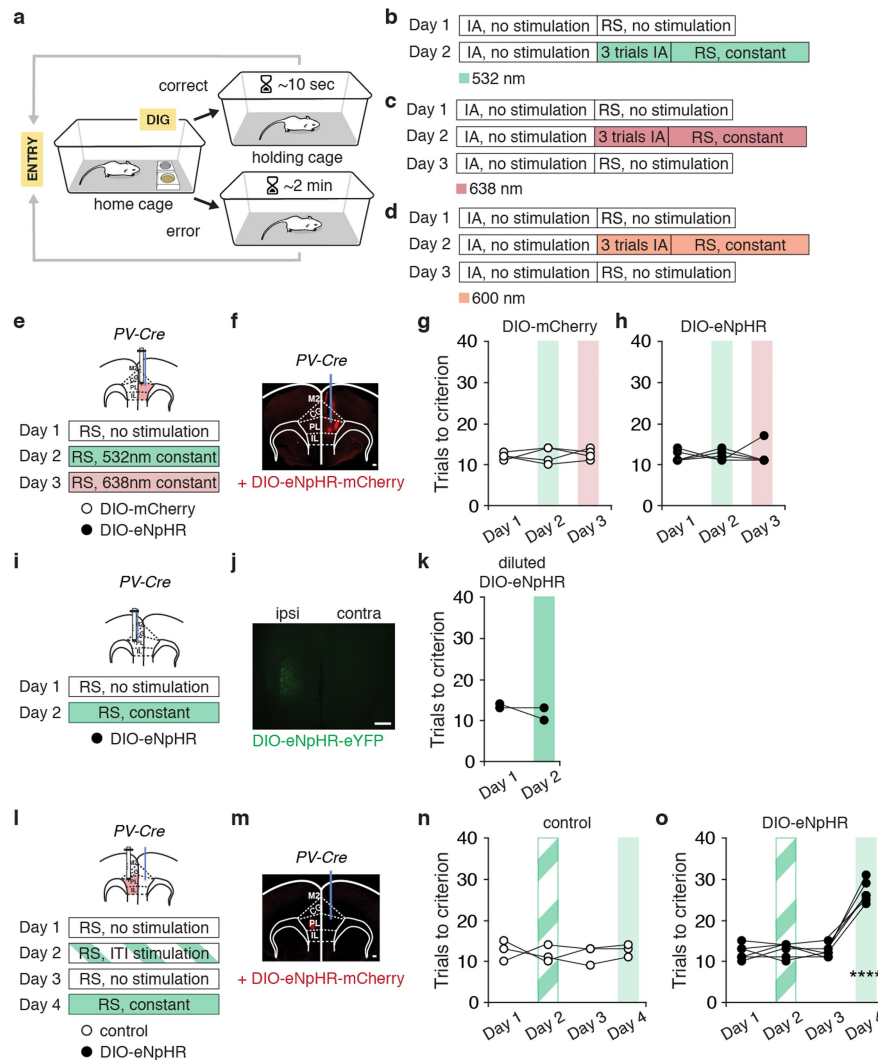 a
correct
~10 sec
DIG
ENTRY
holding cage
home cage
~2 min
error
b
Day 1 IA, no stimulation RS, no stimulation
Day 2 IA, no stimulation 3 trials IA RS, constant
532 nm
c
Day 1 IA, no stimulation RS, no stimulation
Day 2 IA, no stimulation 3 trials IA RS, constant
Day 3 IA, no stimulation RS, no stimulation
638 nm
d
Day 1 IA, no stimulation RS, no stimulation
Day 2 IA, no stimulation 3 trials IA RS, constant
Day 3 IA, no stimulation RS, no stimulation
600 nm
e
PV-Cre
M2
PL
IL
Day 1 RS, no stimulation
Day 2 RS, 532nm constant
Day 3 RS, 638nm constant
DIO-mCherry
DIO-eNpHR
f
PV-Cre
M2
CG
PL
IL
+ DIO-eNpHR-mCherry
g
DIO-mCherry
Trials to criterion
40
30
20
10
0
Day 1
Day 2
Day 3
h
DIO-eNpHR
40
30
20
10
0
Day 1
Day 2
Day 3
i
PV-Cre
Day 1 RS, no stimulation
Day 2 RS, constant
DIO-eNpHR
j
ipsi contra
DIO-eNpHR-eYFP
k
diluted
DIO-eNpHR
Trials to criterion
40
30
20
10
0
Day 1
Day 2
l
PV-Cre
M2
PL
IL
Day 1 RS, no stimulation
Day 2 RS, ITI stimulation
Day 3 RS, no stimulation
Day 4 RS, constant
control
DIO-eNpHR
m
PV-Cre
M2
CG
PL
IL
+ DIO-eNpHR-mCherry
n
control
Trials to criterion
40
30
20
10
0
Day 1
Day 2
Day 3
Day 4
o
DIO-eNpHR
40
30
20
10
0
****
Day 1
Day 2
Day 3
Day 4